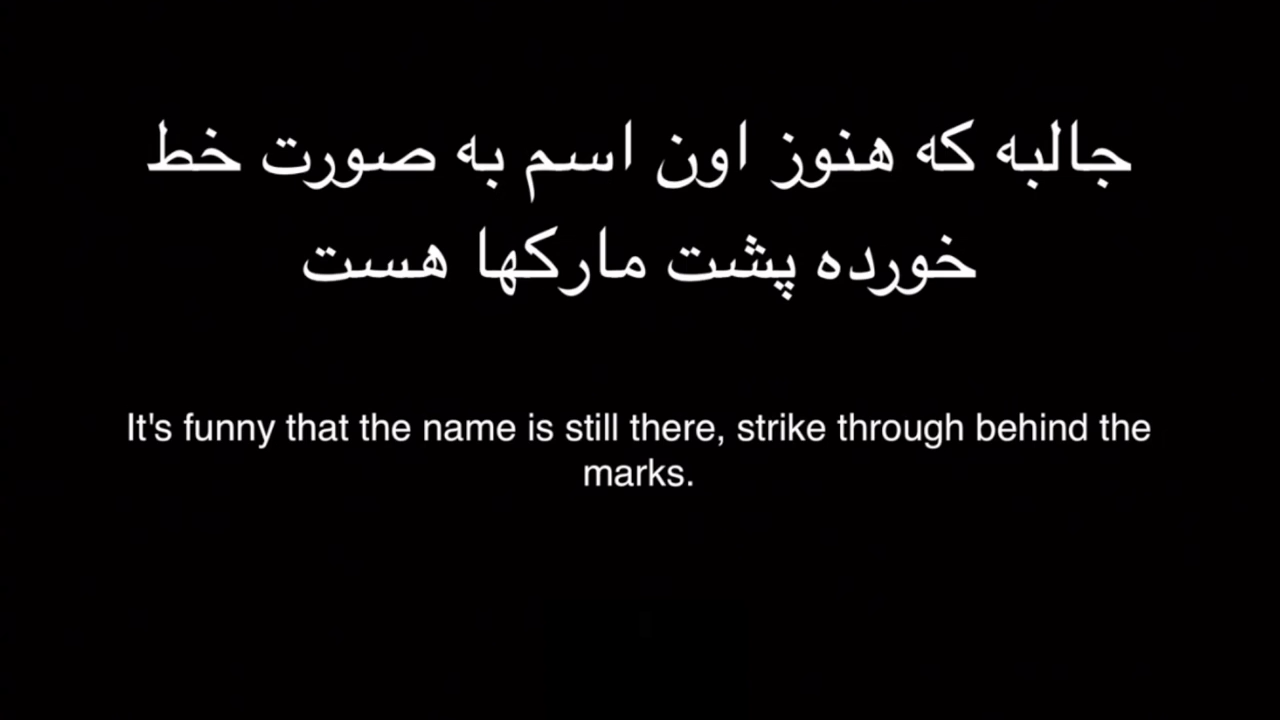 جالبه که هنوز اون اسم به صورت خط
خورده پشت مارکها هست
It's funny that the name is still there, strike through behind the
marks.